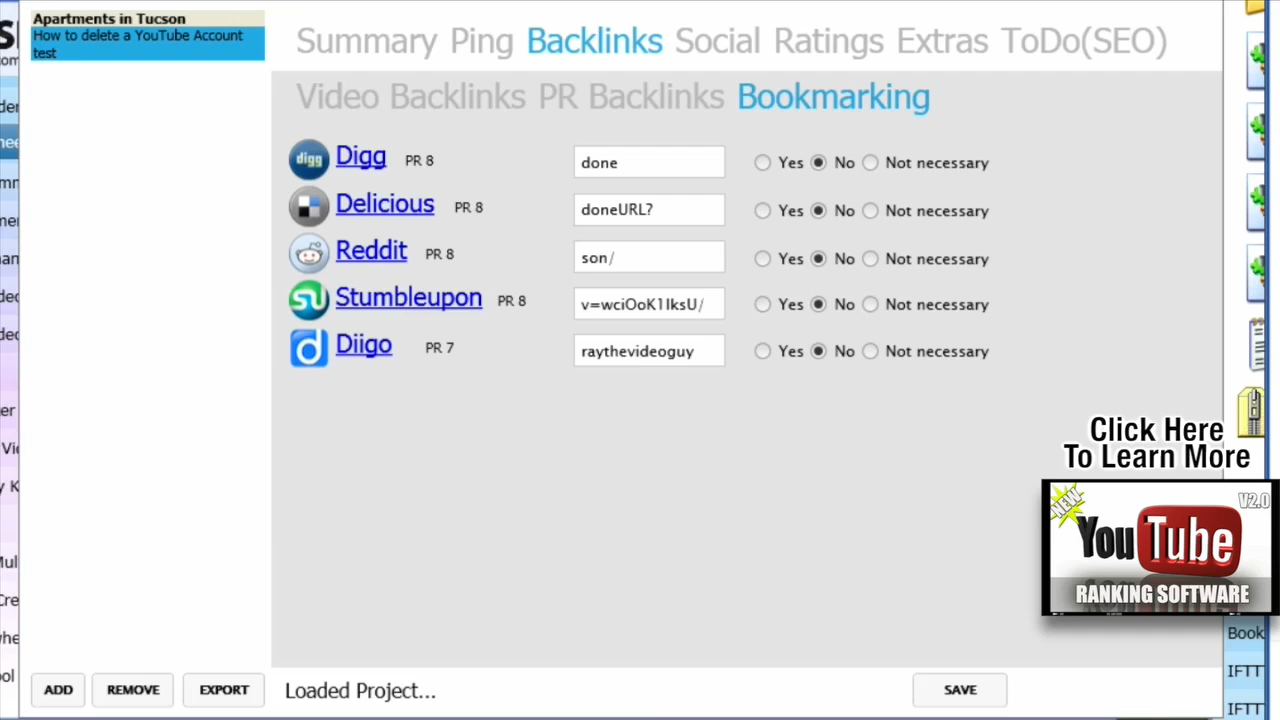 Apartments in Tucson
How to delete a YouTube Account
test
Summary Ping Backlinks Social Ratings Extras ToDo(SEO)
Video Backlinks PR Backlinks Bookmarking
digg Digg PR 8 done Yes No Not necessary
Delicious PR 8 doneURL? Yes No Not necessary
Reddit PR 8 son/ Yes No Not necessary
Stumbleupon PR 8 v=wciOoK1IksU/ Yes No Not necessary
Diigo PR 7 raythevideoguy Yes No Not necessary
Click Here
To Learn More
NEW V2.0
YouTube
RANKING SOFTWARE
Book
IFTT
IFTT
ADD REMOVE EXPORT Loaded Project... SAVE